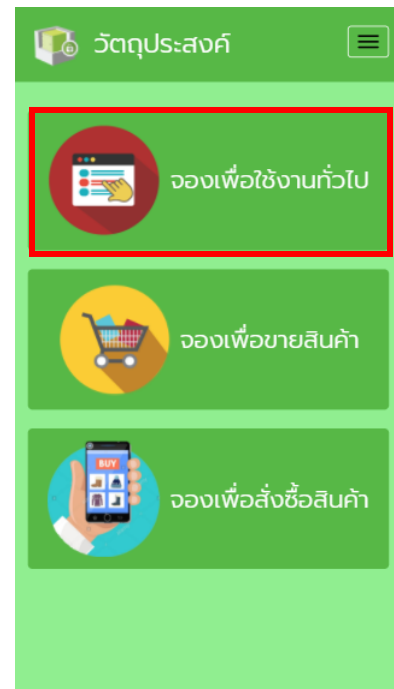 วัตถุประสงค์
จองเพื่อใช้งานทั่วไป
จองเพื่อขายสินค้า
BUY
จองเพื่อสั่งซื้อสินค้า